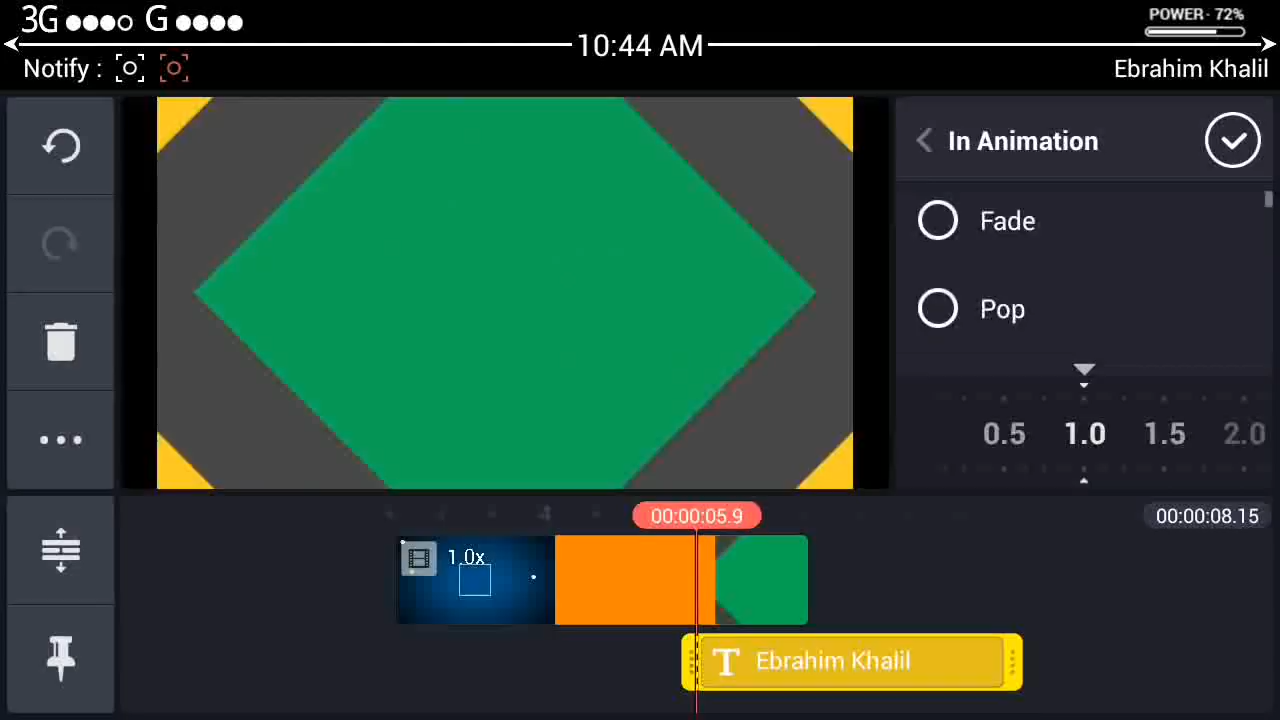 3G G
POWER - 72%
10:44 AM
Notify :
Ebrahim Khalil
In Animation
Fade
Pop
0.5 1.0 1.5 2.0
00:00:05.9
00:00:08.15
1.0x
T Ebrahim Khalil